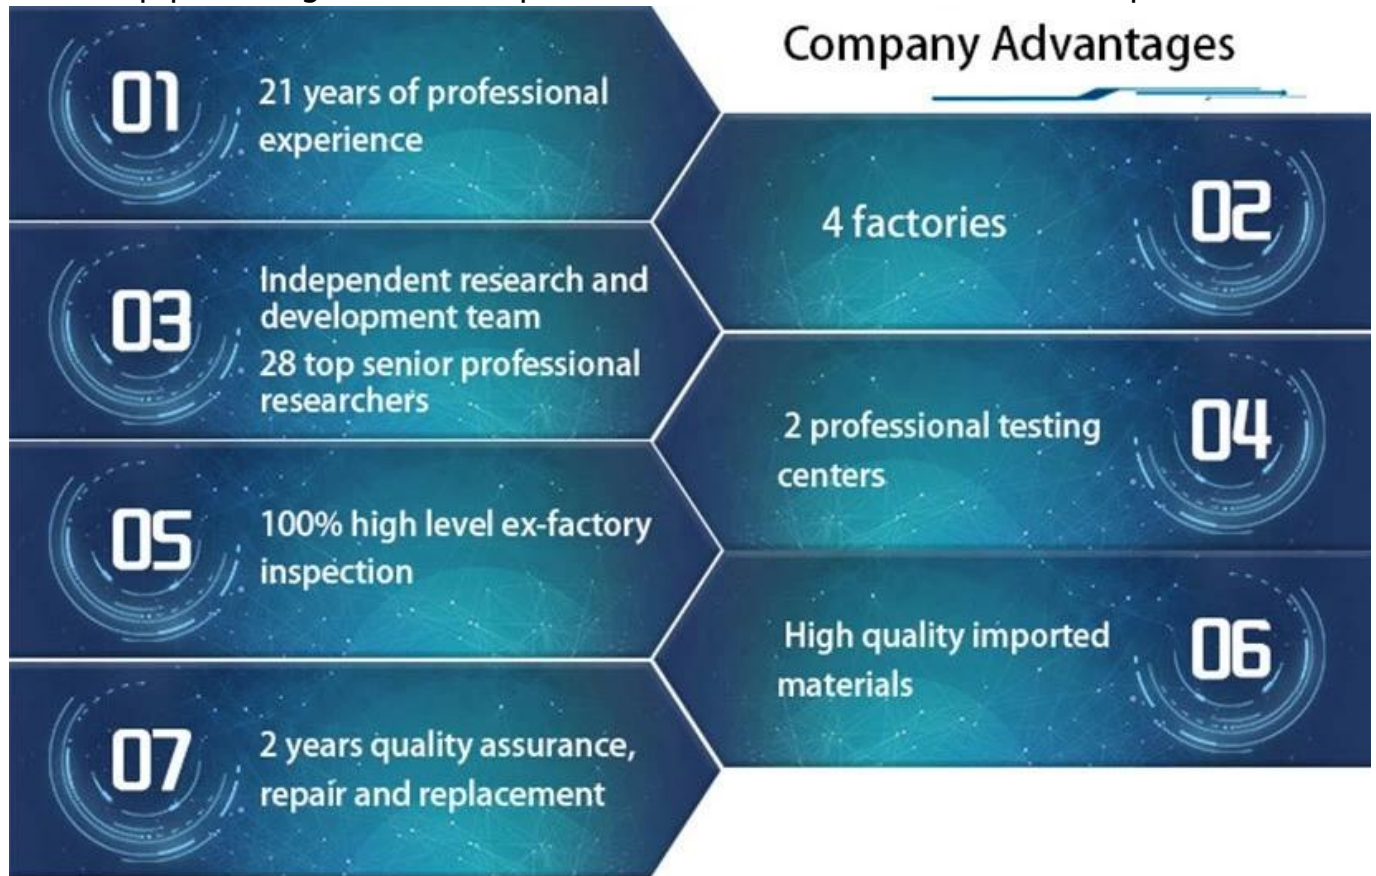 Company Advantages
01
21 years of professional
experience
02
4 factories
03
Independent research and
development team
28 top senior professional
researchers
04
2 professional testing
centers
05
100% high level ex-factory
inspection
06
High quality imported
materials
07
2 years quality assurance,
repair and replacement